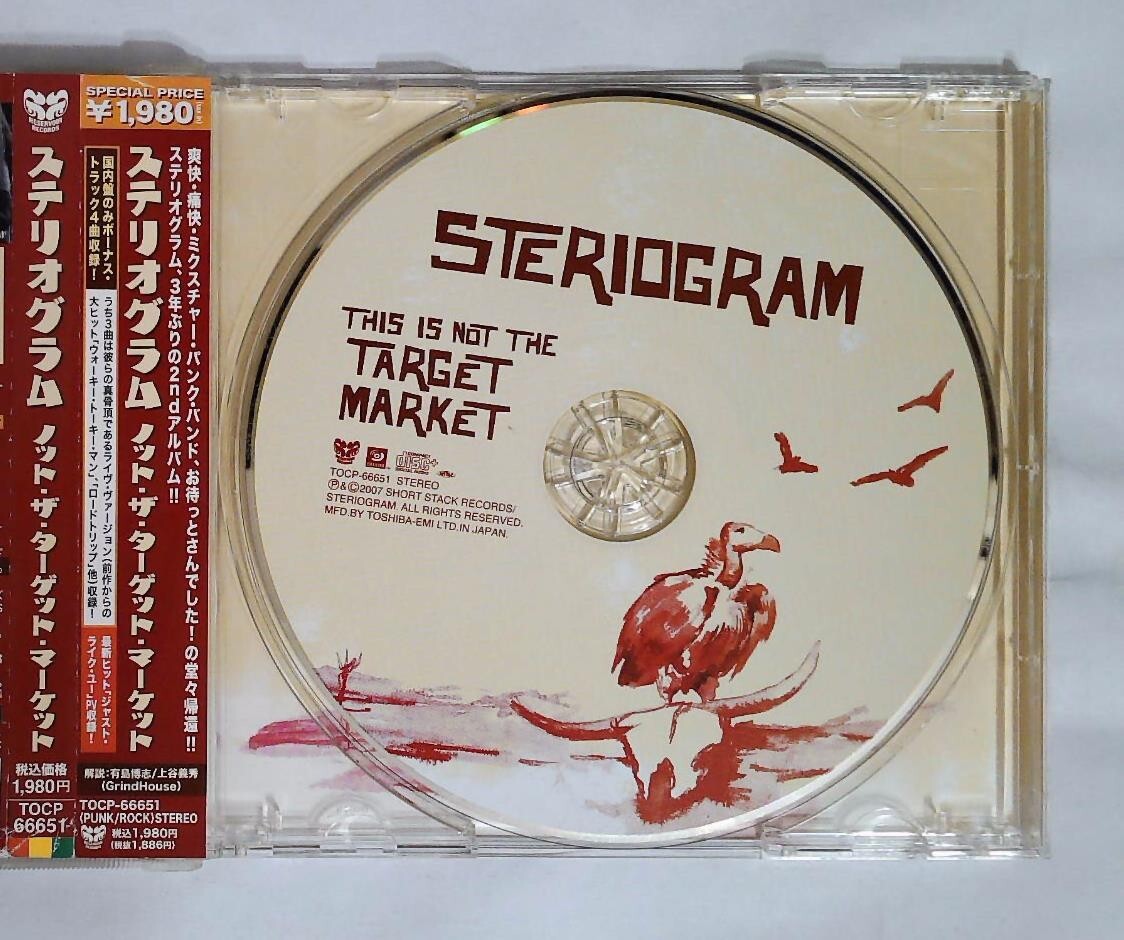 RESERVOIR
RECORDS
ステリオグラム ノット・ザ・ターゲット・マーケット
税込価格
1,980円
TOCP
66651
SPECIAL PRICE
¥1,980
爽快・痛快・ミクスチャー・パンク・バンド、お待っとさんでした!の堂々帰還!!
ステリオグラム、3年ぶりの2ndアルバム!!
ステリオグラム ノット・ザ・ターゲット・マーケット
国内盤のみボーナス・
トラック4曲収録!
うち3曲は彼らの真骨頂であるライヴ・ヴァージョン(前作からの
大ヒット「ウォーキー・トーキー・マン」、「ロードトリップ」他)収録!
最新ヒット「ジャスト・
ライク・ユー」PV収録!
解説:有島博志/上谷義秀
(GrindHouse)
TOCP-66651
(PUNK/ROCK)STEREO
税込1,980円
(税抜1,886円)
STERIOGRAM
THIS IS NOT THE
TARGET
MARKET
COMPACT
disc
DIGITAL AUDIO
TOCP-66651 STEREO
Ⓟ&©2007 SHORT STACK RECORDS/
STERIOGRAM. ALL RIGHTS RESERVED.
MFD.BY TOSHIBA-EMI LTD.IN JAPAN.